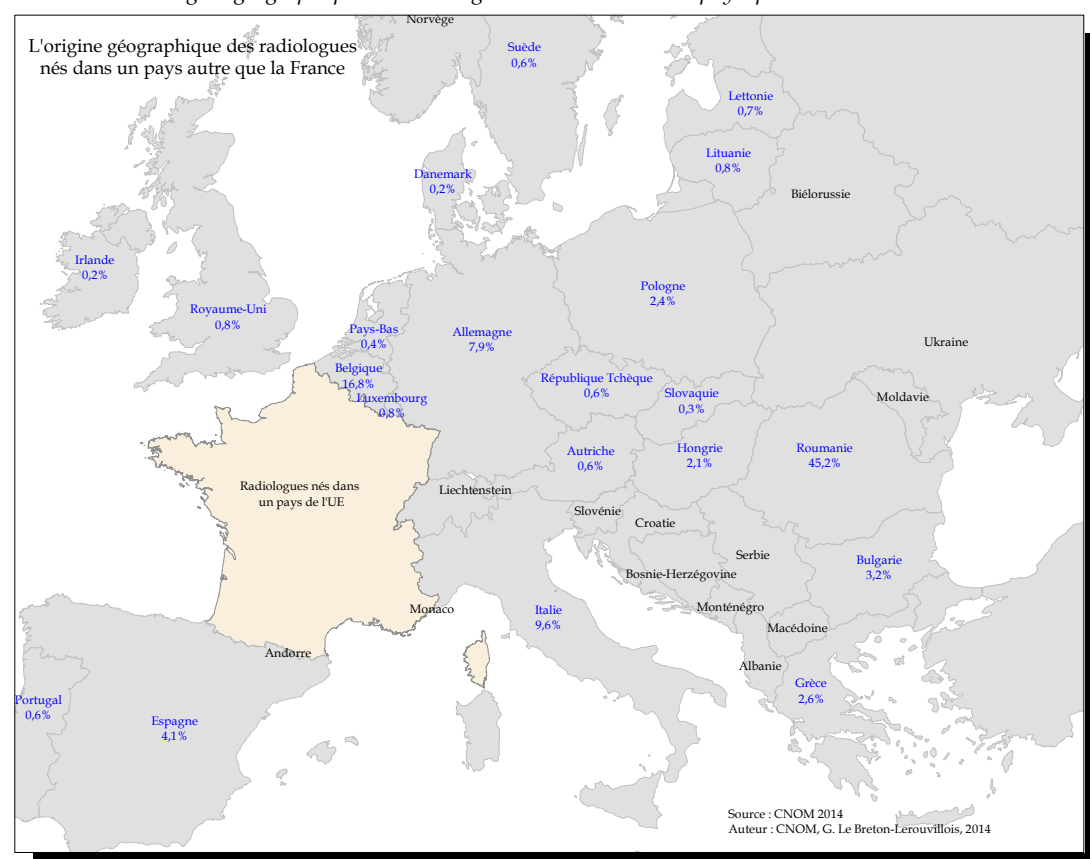 L'origine géographique des radiologues
nés dans un pays autre que la France
Norvège
Suède
0,6%
Lettonie
0,7%
Lituanie
0,8%
Danemark
0,2%
Biélorussie
Irlande
0,2%
Royaume-Uni
0,8%
Pologne
2,4%
Pays-Bas
0,4%
Allemagne
7,9%
Ukraine
Belgique
16,8%
Luxembourg
0,8%
République Tchèque
0,6%
Slovaquie
0,3%
Moldavie
Autriche
0,6%
Hongrie
2,1%
Roumanie
45,2%
Radiologues nés dans
un pays de l'UE
Liechtenstein
Slovénie
Croatie
Serbie
Bosnie-Herzégovine
Bulgarie
3,2%
Monaco
Italie
9,6%
Monténégro
Macédoine
Andorre
Albanie
Grèce
2,6%
Portugal
0,6%
Espagne
4,1%
Source : CNOM 2014
Auteur : CNOM, G. Le Breton-Lerouvillois, 2014